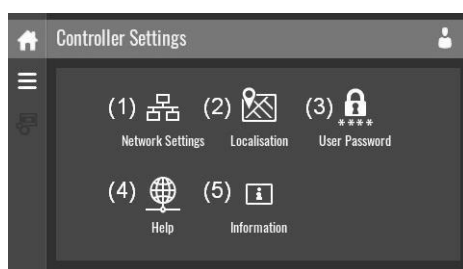 Controller Settings
(1) (2) (3)
****
Network Settings Localisation User Password
(4) (5) i
Help Information